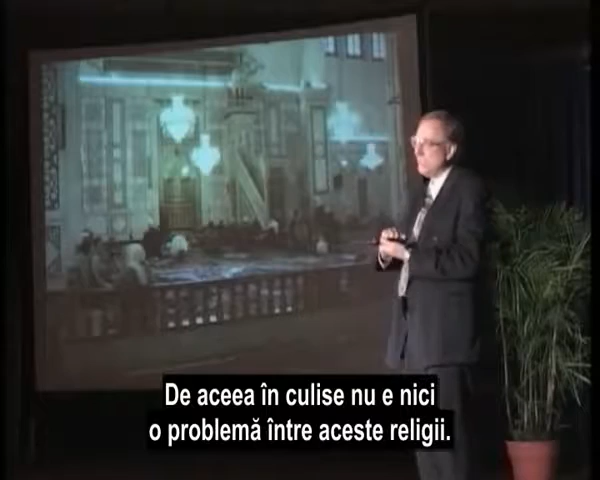 De aceea în culise nu e nici
o problemă între aceste religii.